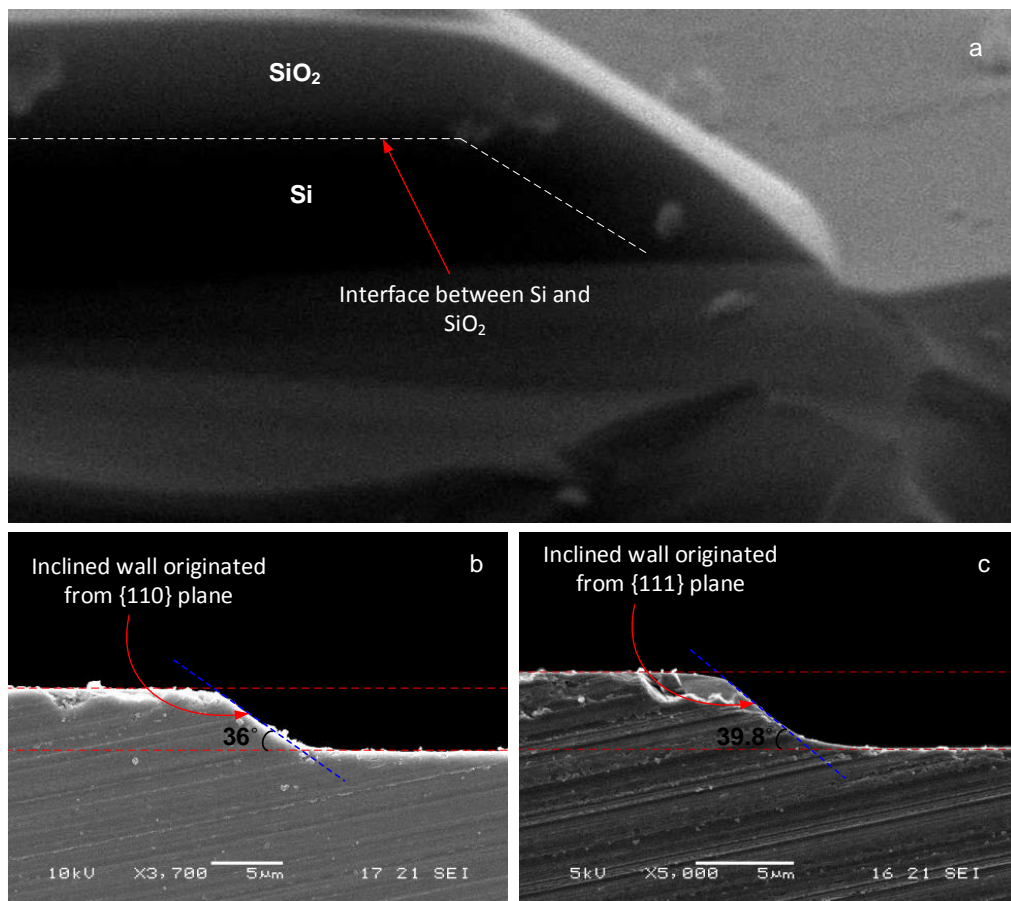 a
SiO₂
Si
Interface between Si and
SiO₂
b
Inclined wall originated
from {110} plane
36°
10kV X3,700 5μm 17 21 SEI
c
Inclined wall originated
from {111} plane
39.8°
5kV X5,000 5μm 16 21 SEI